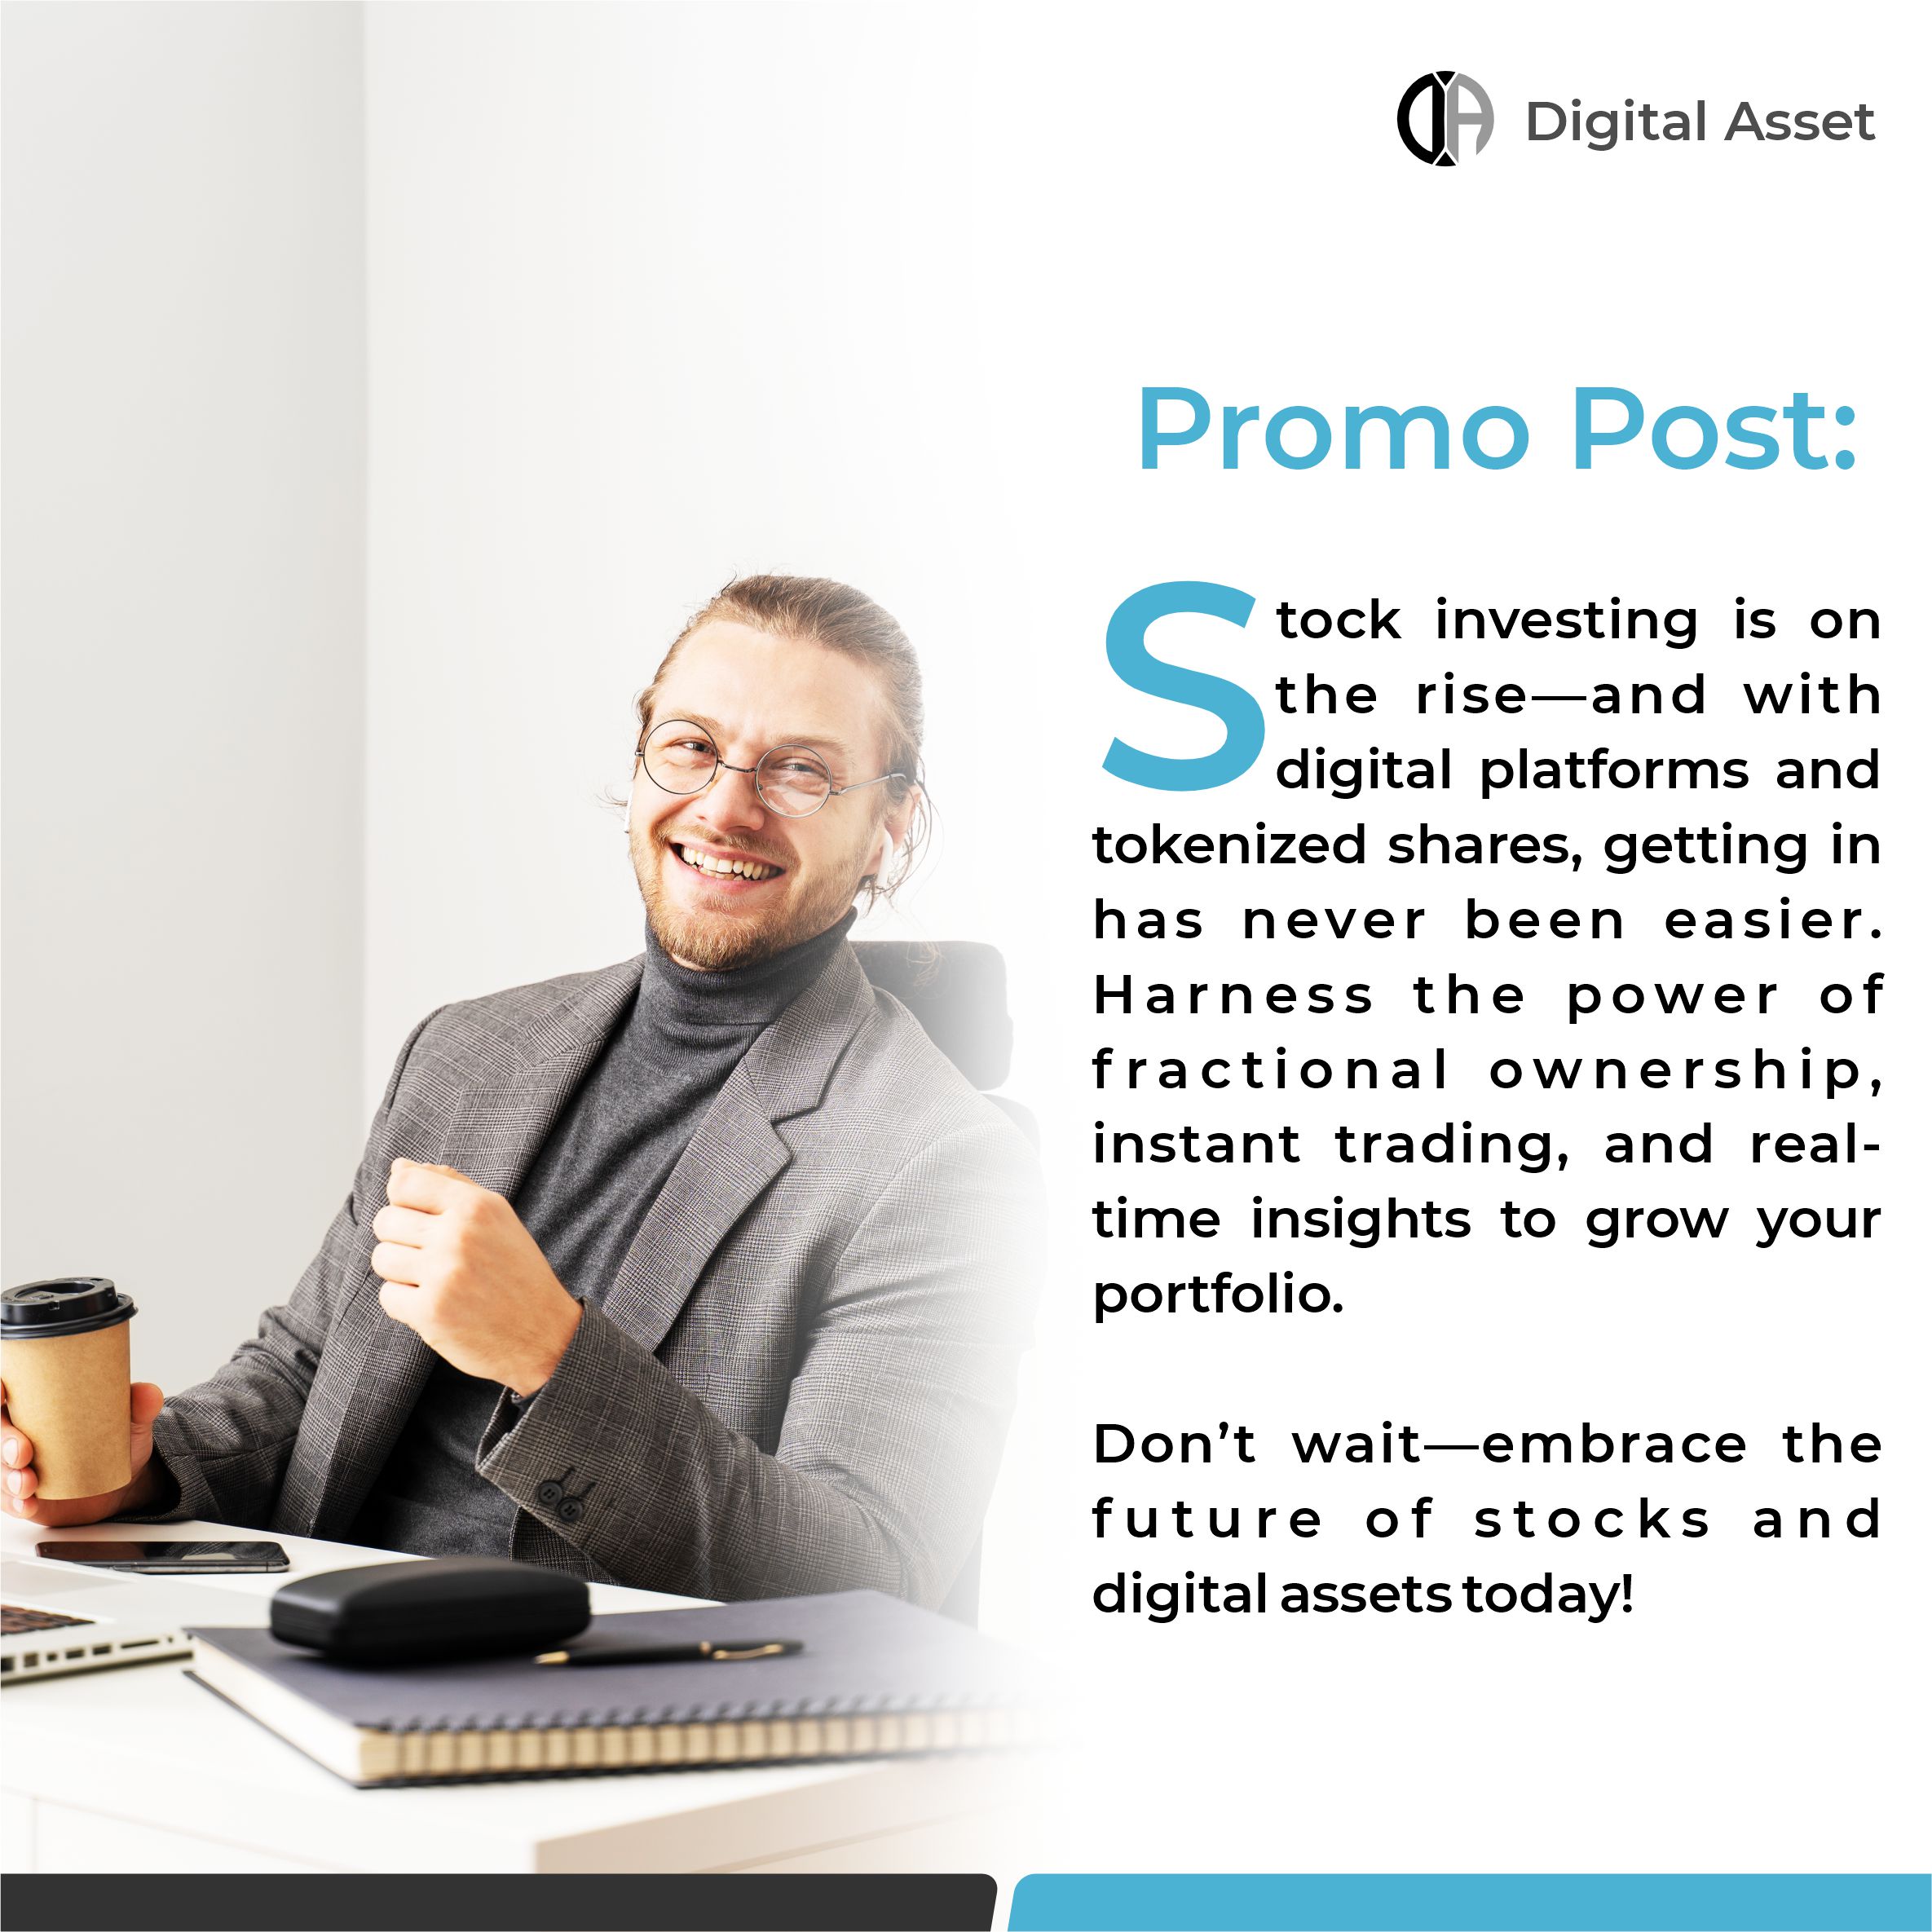 Digital Asset
Promo Post:
Stock investing is on
the rise—and with
digital platforms and
tokenized shares, getting in
has never been easier.
Harness the power of
fractional ownership,
instant trading, and real-
time insights to grow your
portfolio.
Don’t wait—embrace the
future of stocks and
digital assets today!